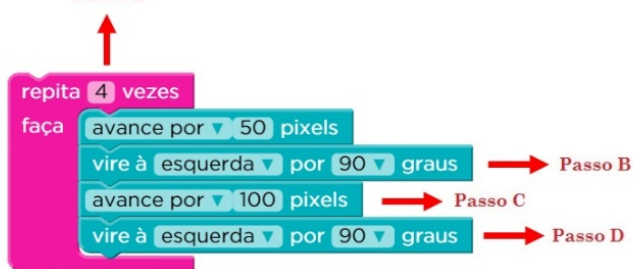 repita 4 vezes
faça avance por 50 pixels
vire à esquerda por 90 graus Passo B
avance por 100 pixels Passo C
vire à esquerda por 90 graus Passo D